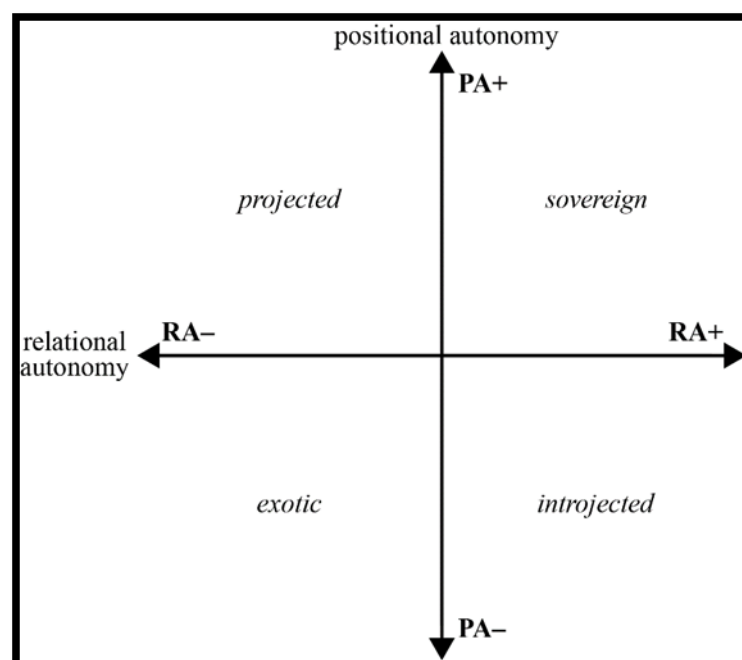 positional autonomy
PA+
projected
sovereign
RA–
RA+
relational
autonomy
exotic
introjected
PA–